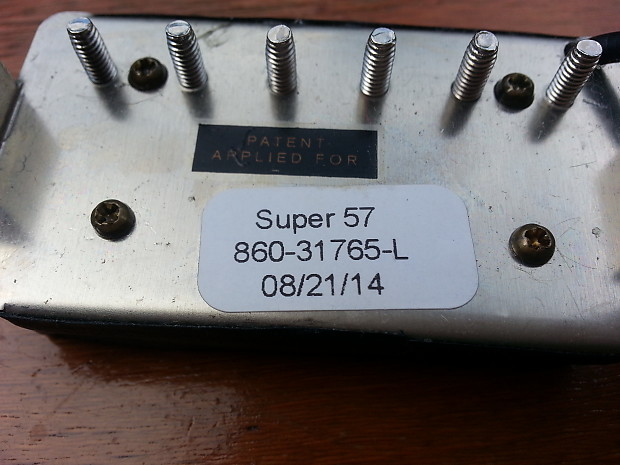 PATENT
APPLIED FOR
Super 57
860-31765-L
08/21/14